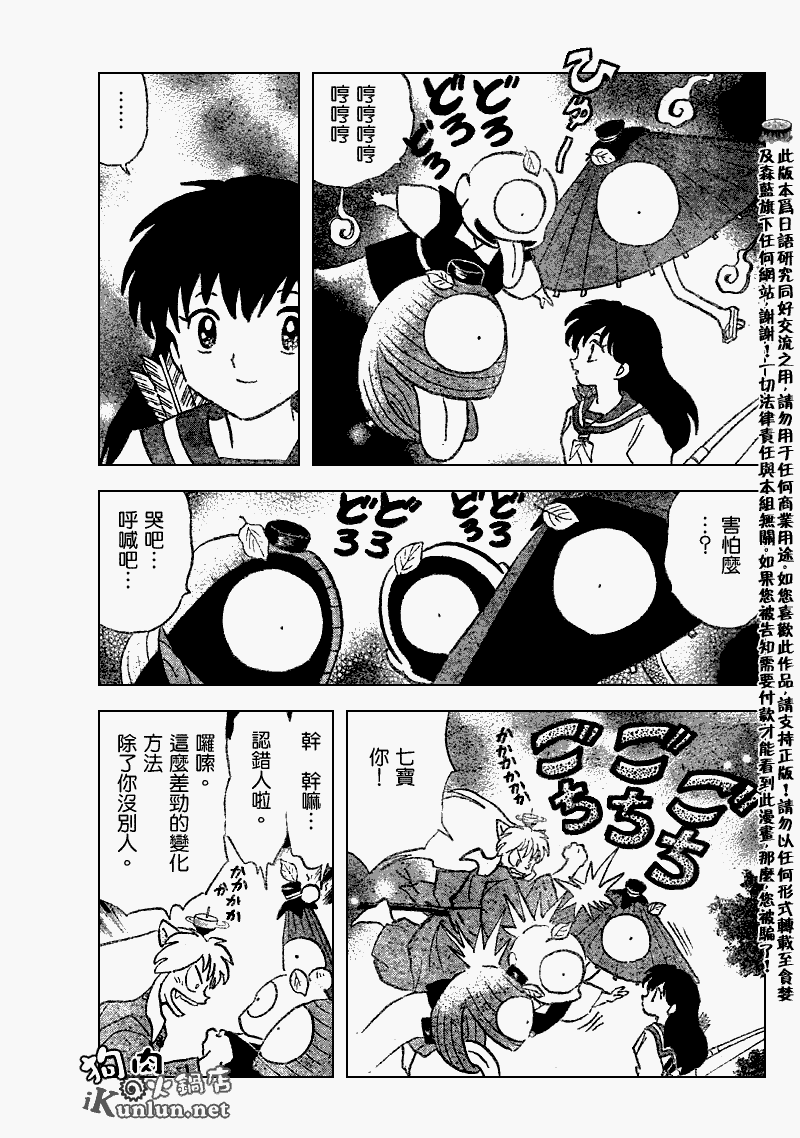 ひゅー
どろ
どろ
どろ
哼哼哼哼
哼哼哼
……
害怕麼
…？
どろ
どろ
どろ
どろ
哭吧…
呼喊吧…
ごち
ごち
ごち
かかかかか
七寶
你！
幹 幹嘛…
認錯人啦。
囉嗦。
這麼差勁的變化
方法
除了你沒別人。
かかかか
此版本爲日語研究同好交流之用，請勿用于任何商業用途。如您喜歡此作品，請支持正版！請勿以任何形式轉載至貪婪
及森藍旗下任何網站，謝謝！一切法律責任與本組無關。如果您被告知需要付款才能看到此漫畫，那麼，您被騙了！
狗肉火鍋店
iKunlun.net